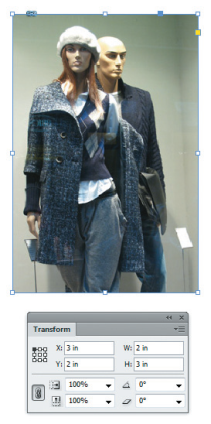 Transform
X: 3 in W: 2 in
Y: 2 in H: 3 in
100% 0°
100% 0°